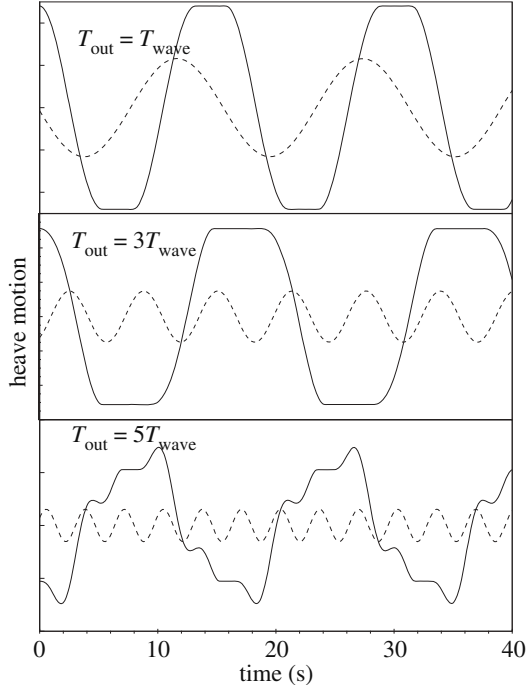 T_out = T_wave
T_out = 3T_wave
T_out = 5T_wave
heave motion
0 10 20 30 40
time (s)